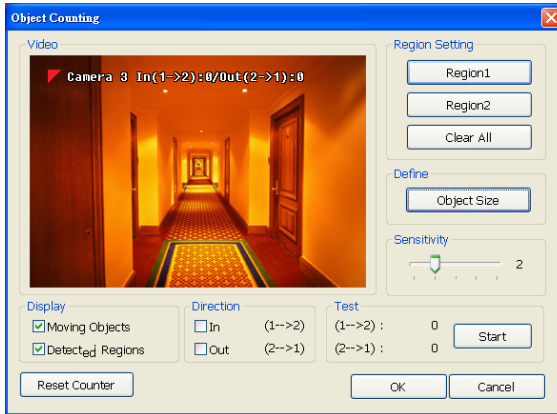 Object Counting
Video
Camera 3 In(1->2):0/Out(2->1):0
Region Setting
Region1
Region2
Clear All
Define
Object Size
Sensitivity
2
Display
Moving Objects
Detected Regions
Direction
In (1-->2)
Out (2-->1)
Test
(1-->2) : 0
(2-->1) : 0
Start
Reset Counter
OK
Cancel